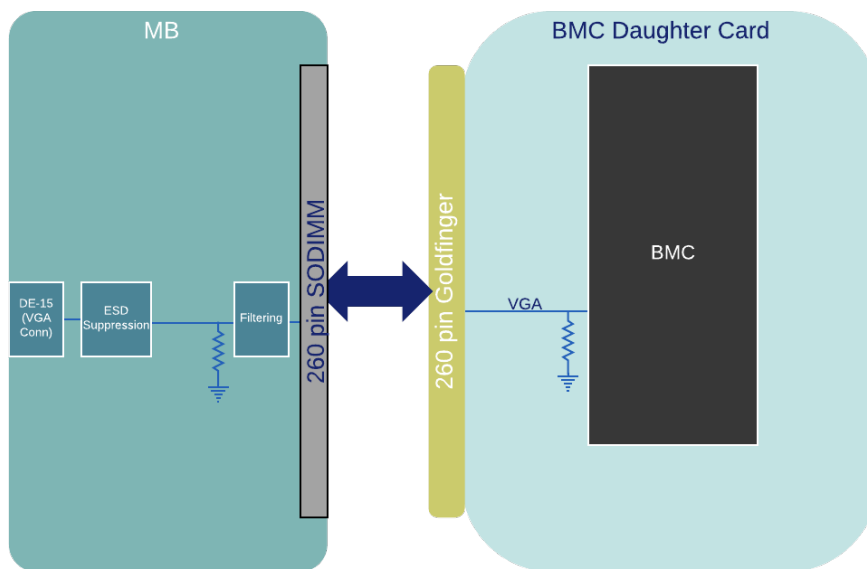 MB
BMC Daughter Card
260 pin SODIMM
260 pin Goldfinger
BMC
DE-15
(VGA
Conn)
ESD
Suppression
Filtering
VGA